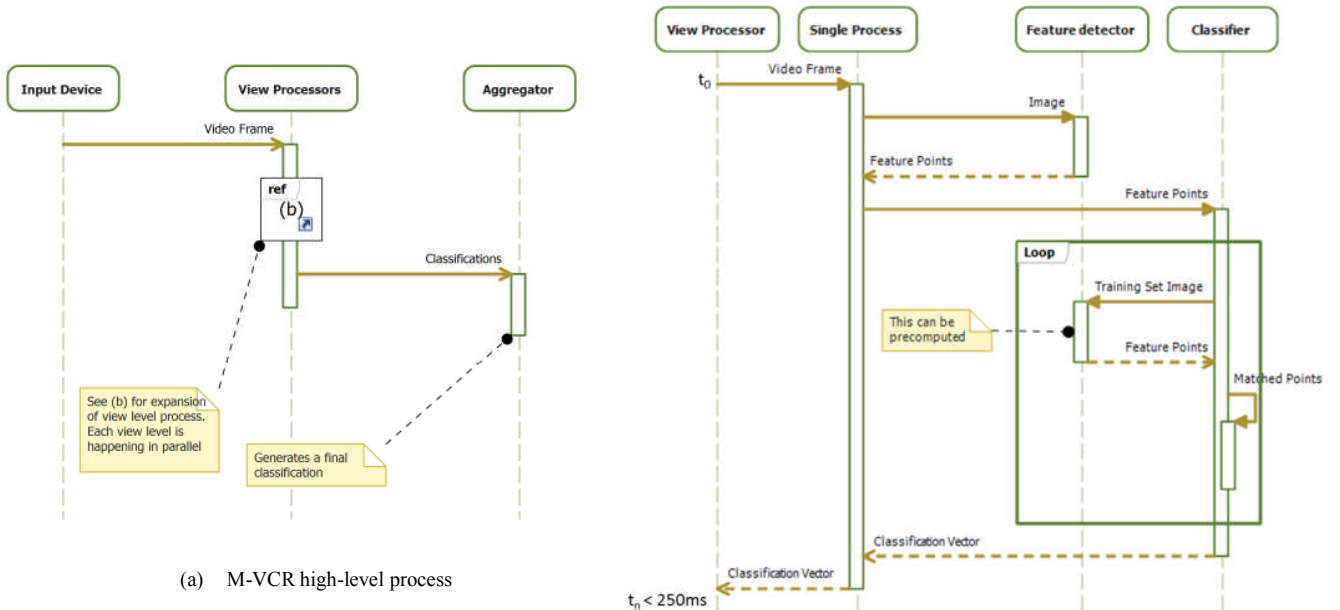 Input Device
View Processors
Aggregator
Video Frame
ref
(b)
Classifications
See (b) for expansion
of view level process.
Each view level is
happening in parallel
Generates a final
classification
(a) M-VCR high-level process
View Processor
Single Process
Feature detector
Classifier
t0
Video Frame
Image
Feature Points
Feature Points
Loop
Training Set Image
This can be
precomputed
Feature Points
Matched Points
Classification Vector
Classification Vector
tn < 250ms